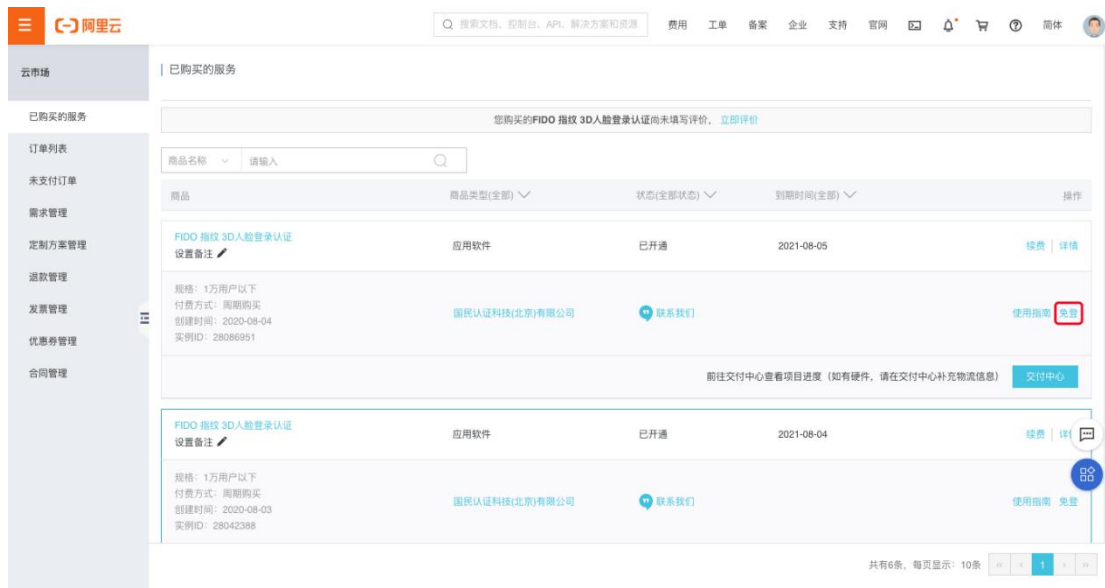 阿里云
搜索文档、控制台、API、解决方案和资源
费用 工单 备案 企业 支持 官网 简体
云市场
已购买的服务
已购买的服务
订单列表
未支付订单
需求管理
定制方案管理
退款管理
发票管理
优惠券管理
合同管理
您购买的FIDO 指纹 3D人脸登录认证尚未填写评价, 立即评价
商品名称 请输入
商品 商品类型(全部) 状态(全部状态) 到期时间(全部) 操作
FIDO 指纹 3D人脸登录认证
设置备注
应用软件 已开通 2021-08-05 续费 详情
规格: 1万用户以下
付费方式: 周期购买
创建时间: 2020-08-04
实例ID: 28086951
国民认证科技(北京)有限公司 联系我们 使用指南 免登
前往交付中心查看项目进度（如有硬件，请在交付中心补充物流信息） 交付中心
FIDO 指纹 3D人脸登录认证
设置备注
应用软件 已开通 2021-08-04 续费
规格: 1万用户以下
付费方式: 周期购买
创建时间: 2020-08-03
实例ID: 28042388
国民认证科技(北京)有限公司 联系我们 使用指南 免登
共有6条, 每页显示: 10条 « ‹ 1 › »